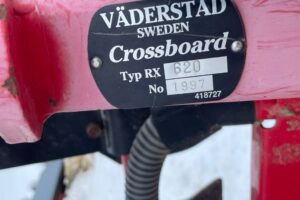 VÄDERSTAD
SWEDEN
Crossboard
Typ RX 620
No 1997
418727